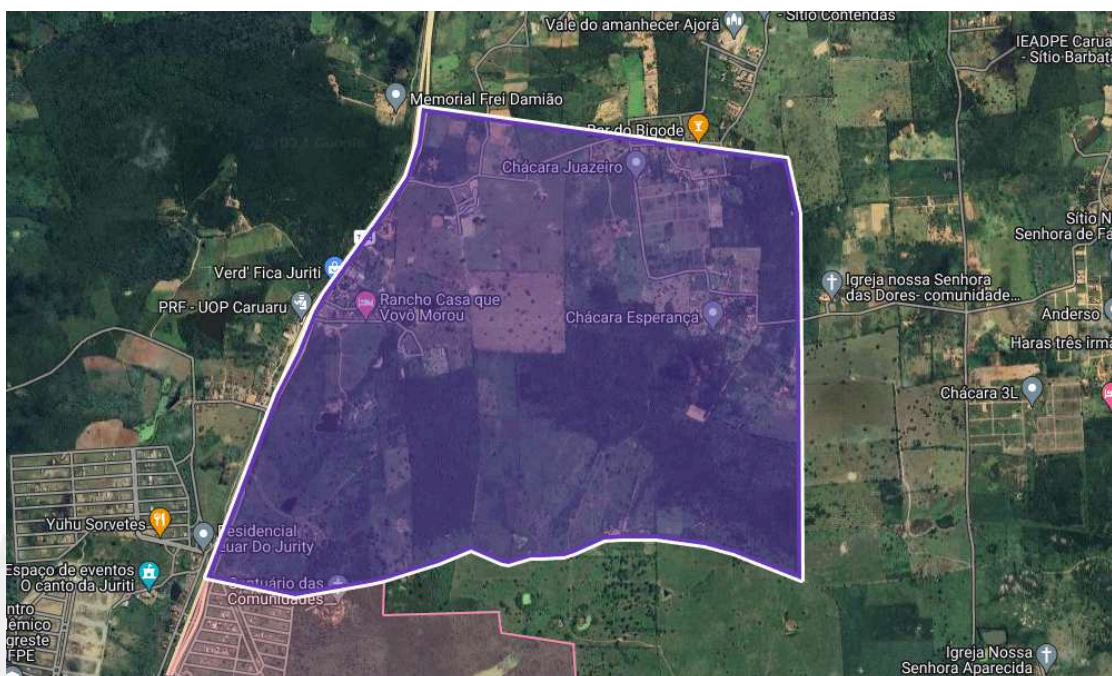 Vale do amanhecer Ajorã
- Sítio Contendas
IEADPE Carua
- Sítio Barbata
Memorial Frei Damião
Bar do Bigode
Chácara Juazeiro
Sítio N
Senhora de Fá
Verd' Fica Juriti
Igreja nossa Senhora
das Dores- comunidade...
PRF - UOP Caruaru
Rancho Casa que
Vovó Morou
Chácara Esperança
Anderso
Haras três irmã
Chácara 3L
Yuhu Sorvetes
Residencial
Luar Do Jurity
Espaço de eventos
O canto da Juriti
Santuário das
Comunidades
ntro
dêmico
greste
FPE
Igreja Nossa
Senhora Aparecida